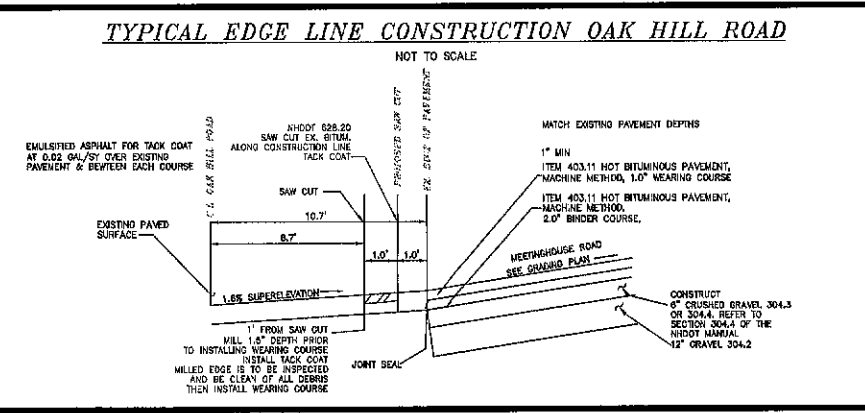 TYPICAL EDGE LINE CONSTRUCTION OAK HILL ROAD
NOT TO SCALE
EMULSIFIED ASPHALT FOR TACK COAT
AT 0.02 GAL/SY OVER EXISTING
PAVEMENT & BEWTEEN EACH COURSE
C'L OAK HILL ROAD
NHDOT 628.20
SAW CUT EX. BITUM.
ALONG CONSTRUCTION LINE
TACK COAT
SAW CUT
PROPOSED SAW CUT
EX. EDGE OF PAVEMENT
MATCH EXISTING PAVEMENT DEPTHS
1" MIN
ITEM 403.11 HOT BITUMINOUS PAVEMENT,
MACHINE METHOD, 1.0" WEARING COURSE
ITEM 403.11 HOT BITUMINOUS PAVEMENT,
MACHINE METHOD,
2.0" BINDER COURSE,
EXISTING PAVED
SURFACE
10.7'
8.7'
1.0'
1.0'
MEETINGHOUSE ROAD
SEE GRADING PLAN
1.6% SUPERELEVATION
CONSTRUCT
6" CRUSHED GRAVEL 304.3
OR 304.4. REFER TO
SECTION 304.4 OF THE
NHDOT MANUAL
12" GRAVEL 304.2
1' FROM SAW CUT
MILL 1.5" DEPTH PRIOR
TO INSTALLING WEARING COURSE
INSTALL TACK COAT
MILLED EDGE IS TO BE INSPECTED
AND BE CLEAN OF ALL DEBRIS
THEN INSTALL WEARING COURSE
JOINT SEAL